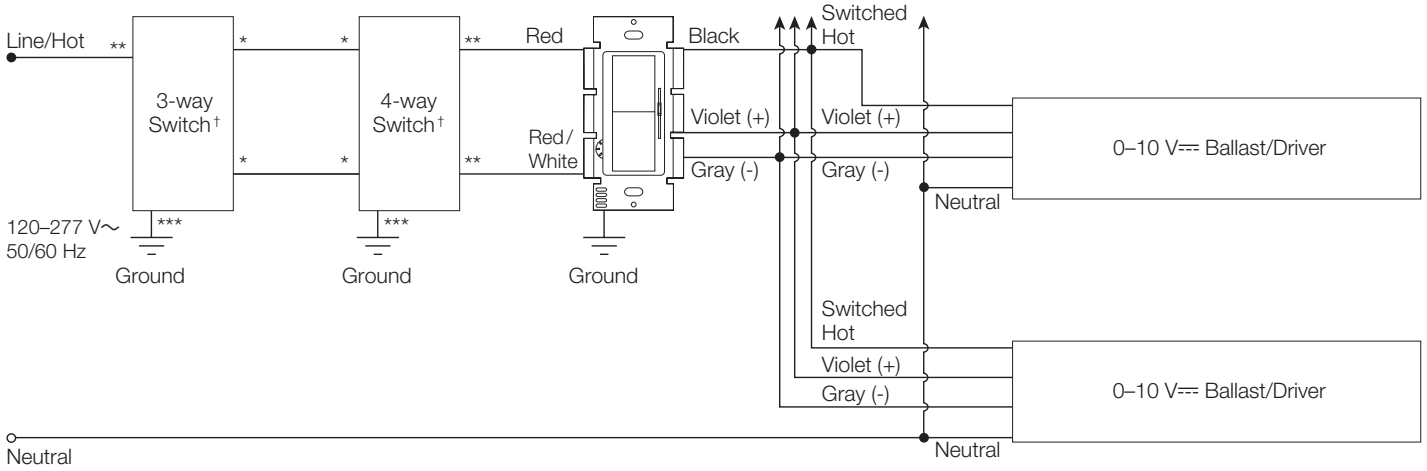 Line/Hot
**
*
*
**
Red
Black
Switched
Hot
3-way
Switch†
4-way
Switch†
Violet (+)
Violet (+)
0–10 V⎓ Ballast/Driver
Red/
White
*
*
**
Gray (-)
Gray (-)
Neutral
120–277 V～
50/60 Hz
***
***
Ground
Ground
Ground
Switched
Hot
Violet (+)
Gray (-)
0–10 V⎓ Ballast/Driver
Neutral
Neutral